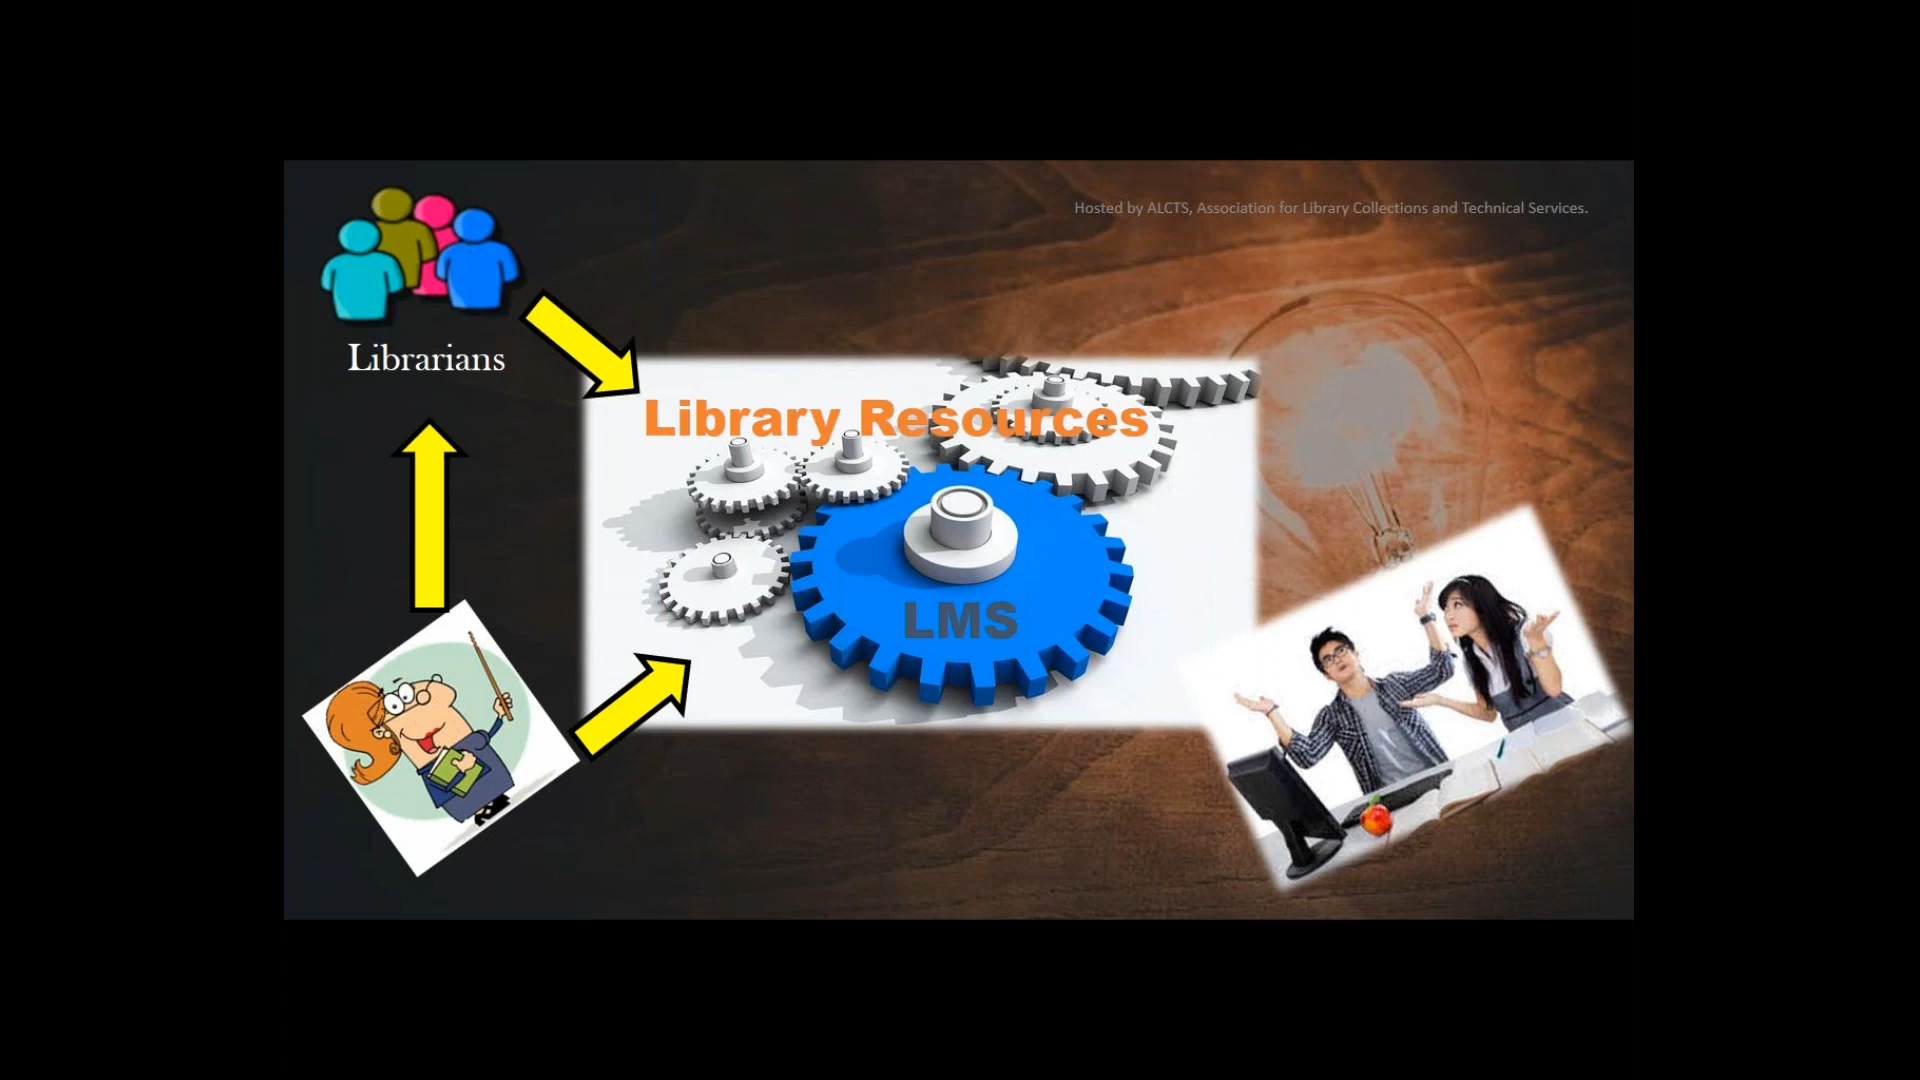 Hosted by ALCTS, Association for Library Collections and Technical Services.
Librarians
Library Resources
LMS